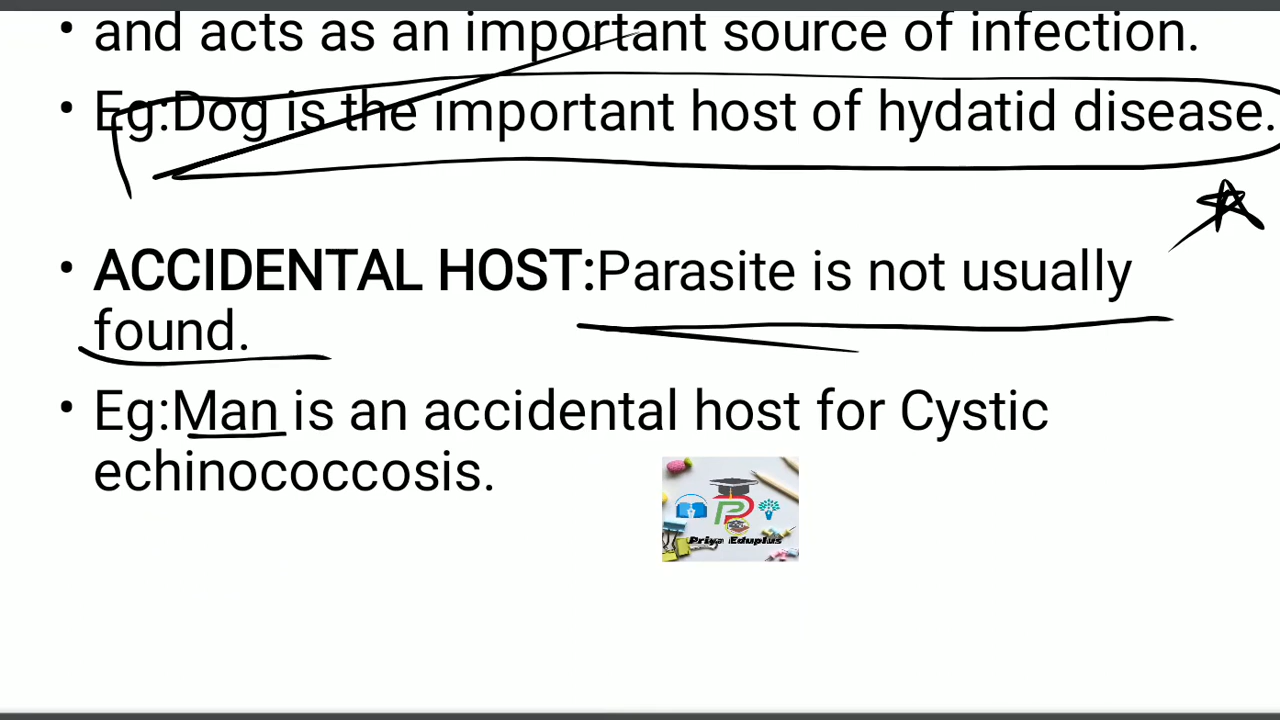 • and acts as an important source of infection.
• Eg:Dog is the important host of hydatid disease.
• ACCIDENTAL HOST:Parasite is not usually
found.
• Eg:Man is an accidental host for Cystic
echinococcosis.
Priya Eduplus